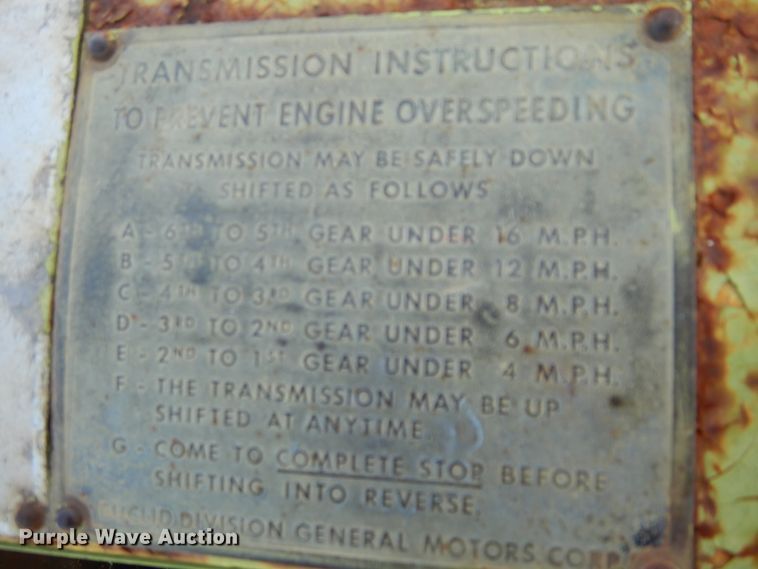 TRANSMISSION INSTRUCTIONS
TO PREVENT ENGINE OVERSPEEDING
TRANSMISSION MAY BE SAFELY DOWN
SHIFTED AS FOLLOWS
A - 6TH TO 5TH GEAR UNDER 16 M.P.H.
B - 5TH TO 4TH GEAR UNDER 12 M.P.H.
C - 4TH TO 3RD GEAR UNDER 8 M.P.H.
D - 3RD TO 2ND GEAR UNDER 6 M.P.H.
E - 2ND TO 1ST GEAR UNDER 4 M.P.H.
F - THE TRANSMISSION MAY BE UP
SHIFTED AT ANYTIME.
G - COME TO COMPLETE STOP BEFORE
SHIFTING INTO REVERSE.
EUCLID DIVISION GENERAL MOTORS CORP.
Purple Wave Auction